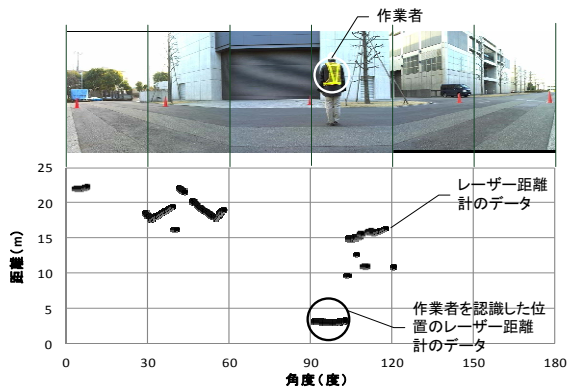 作業者
25
20
15
10
5
0
距離(m)
レーザー距離
計のデータ
作業者を認識した位
置のレーザー距離
計のデータ
0 30 60 90 120 150 180
角度(度)